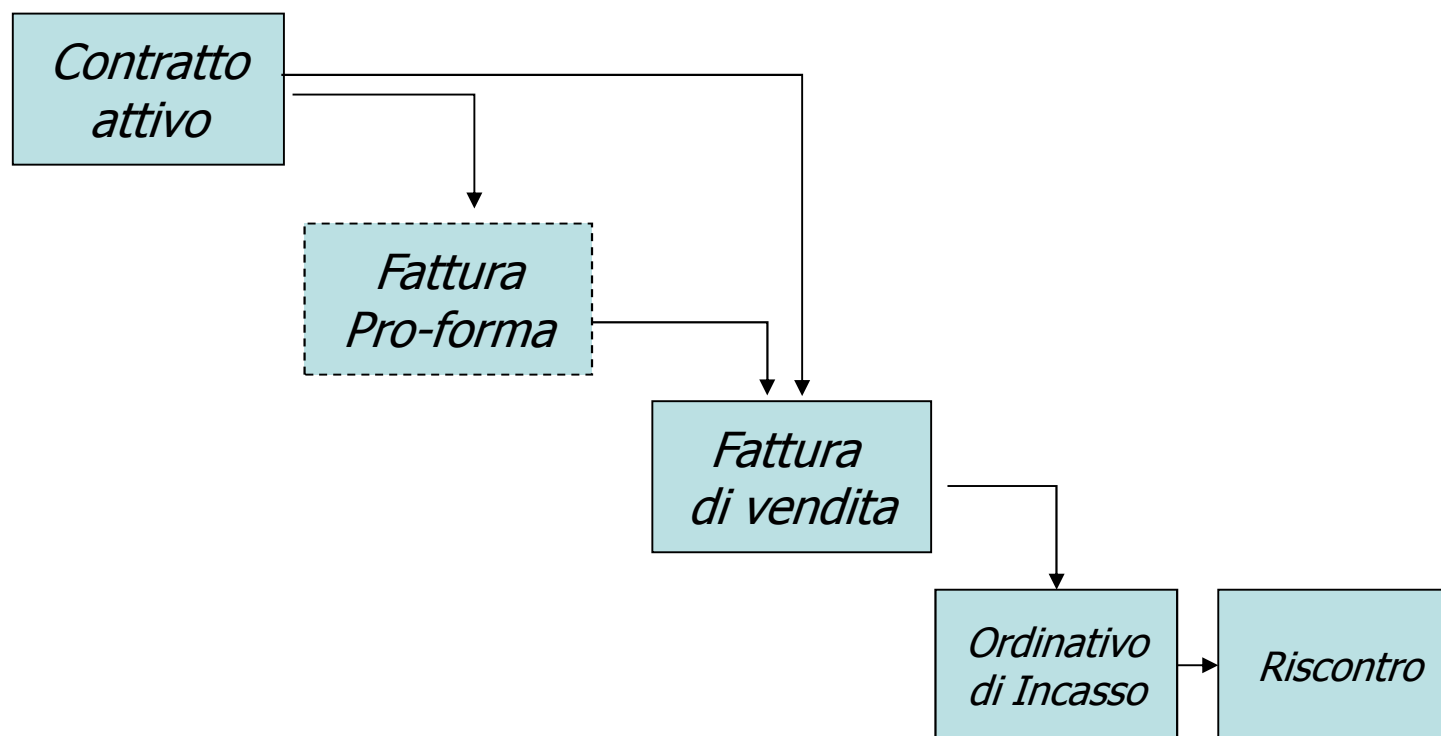 Contratto
attivo
Fattura
Pro-forma
Fattura
di vendita
Ordinativo
di Incasso
Riscontro